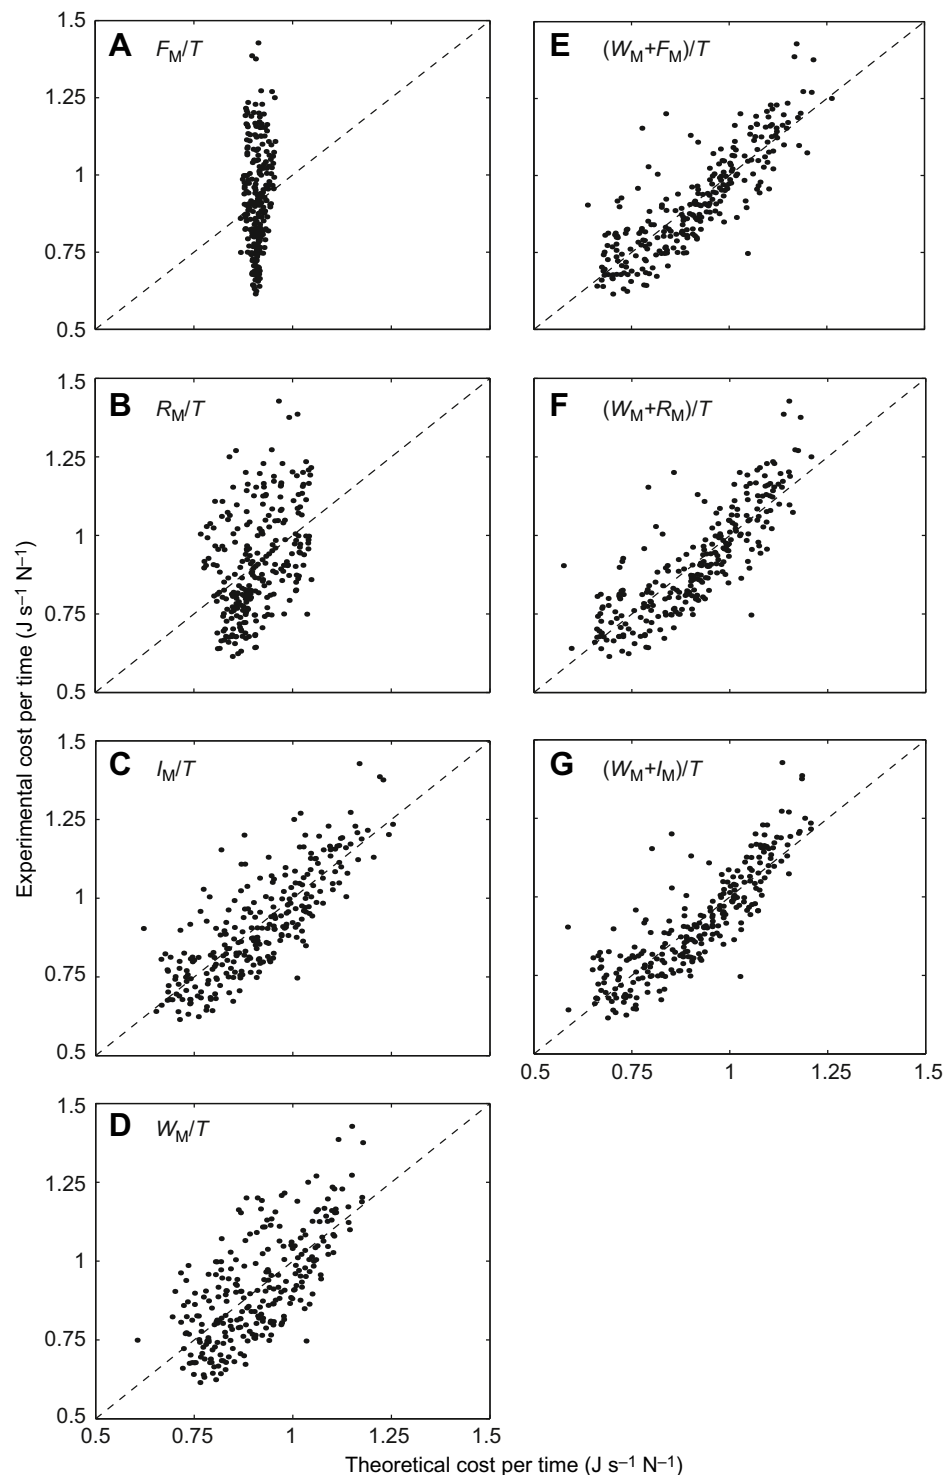 1.5
A F_M/T
1.25
1
0.75
0.5
E (W_M+F_M)/T
1.5
B R_M/T
1.25
1
0.75
0.5
F (W_M+R_M)/T
1.5
C I_M/T
1.25
1
0.75
0.5
G (W_M+I_M)/T
0.5 0.75 1 1.25 1.5
1.5
D W_M/T
1.25
1
0.75
0.5
0.5 0.75 1 1.25 1.5
Experimental cost per time (J s⁻¹ N⁻¹)
Theoretical cost per time (J s⁻¹ N⁻¹)